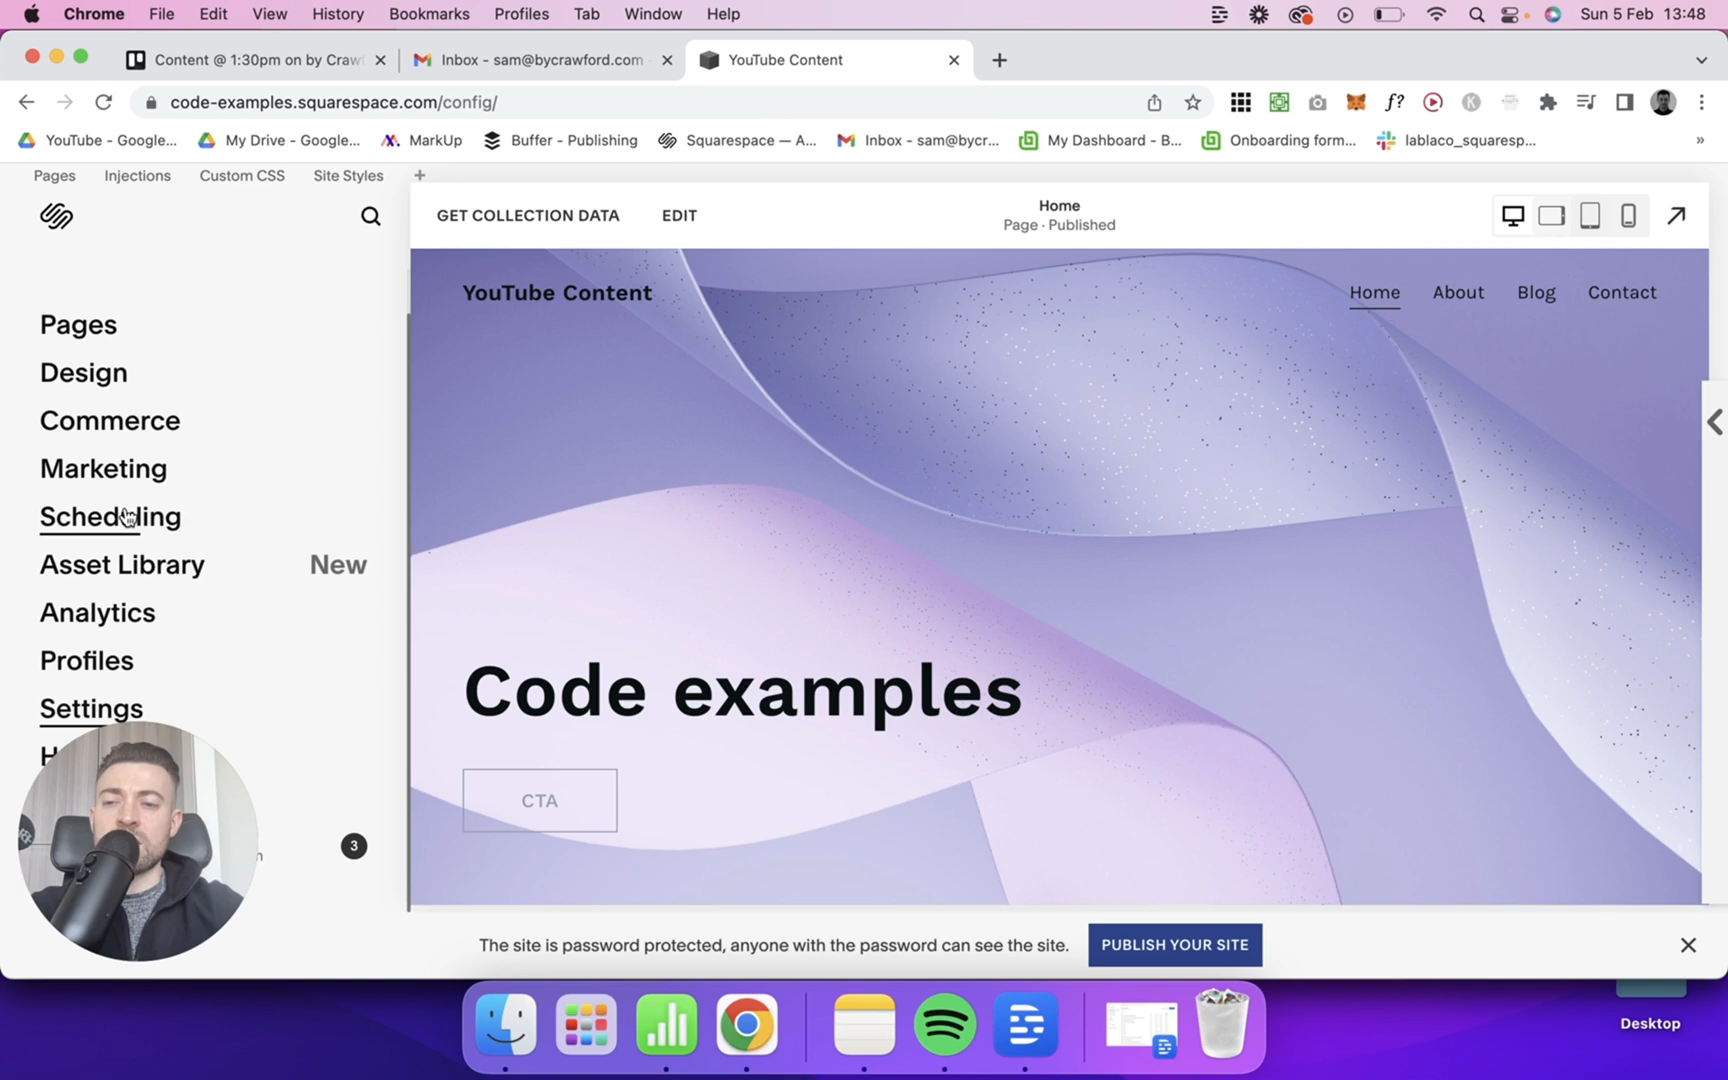 Chrome File Edit View History Bookmarks Profiles Tab Window Help Sun 5 Feb 13:48
Content @ 1:30pm on by Craw Inbox - sam@bycrawford.com YouTube Content
code-examples.squarespace.com/config/ f?
YouTube - Google... My Drive - Google... MarkUp Buffer - Publishing Squarespace — A... Inbox - sam@bycr... My Dashboard - B... Onboarding form... lablaco_squaresp... »
Pages Injections Custom CSS Site Styles +
GET COLLECTION DATA EDIT
Home
Page · Published
Pages
Design
Commerce
Marketing
Scheduling
Asset Library New
Analytics
Profiles
Settings
H
3
YouTube Content Home About Blog Contact
Code examples
CTA
The site is password protected, anyone with the password can see the site. PUBLISH YOUR SITE
Desktop